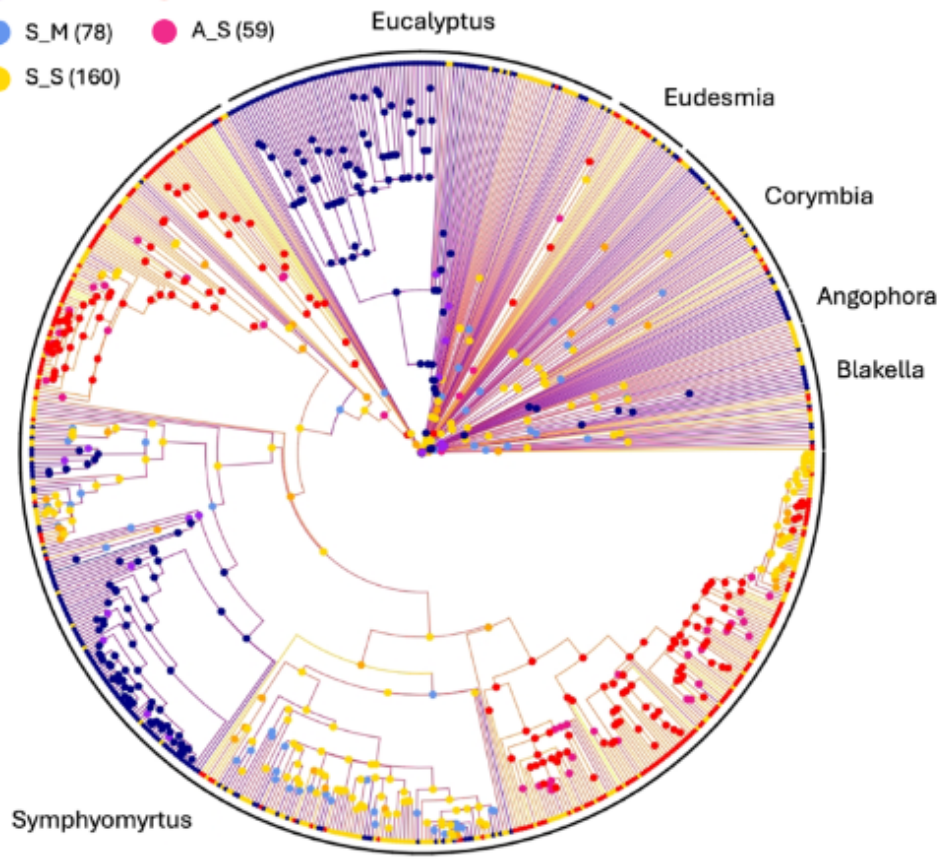 Eucalyptus
S_M (78) A_S (59)
S_S (160)
Eudesmia
Corymbia
Angophora
Blakella
Symphyomyrtus